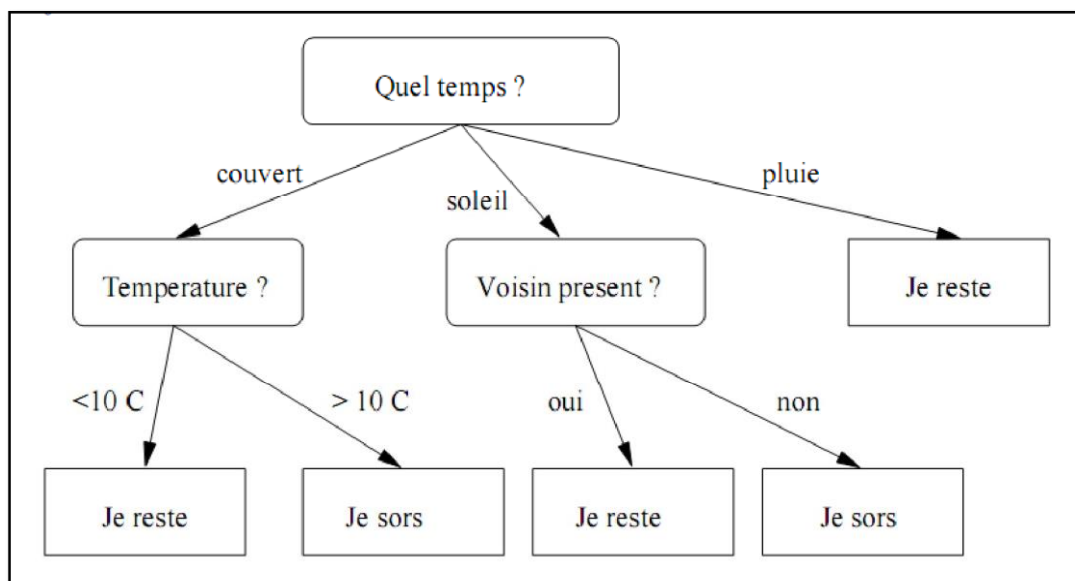 Quel temps ?
couvert
soleil
pluie
Temperature ?
Voisin present ?
Je reste
<10 C
> 10 C
oui
non
Je reste
Je sors
Je reste
Je sors